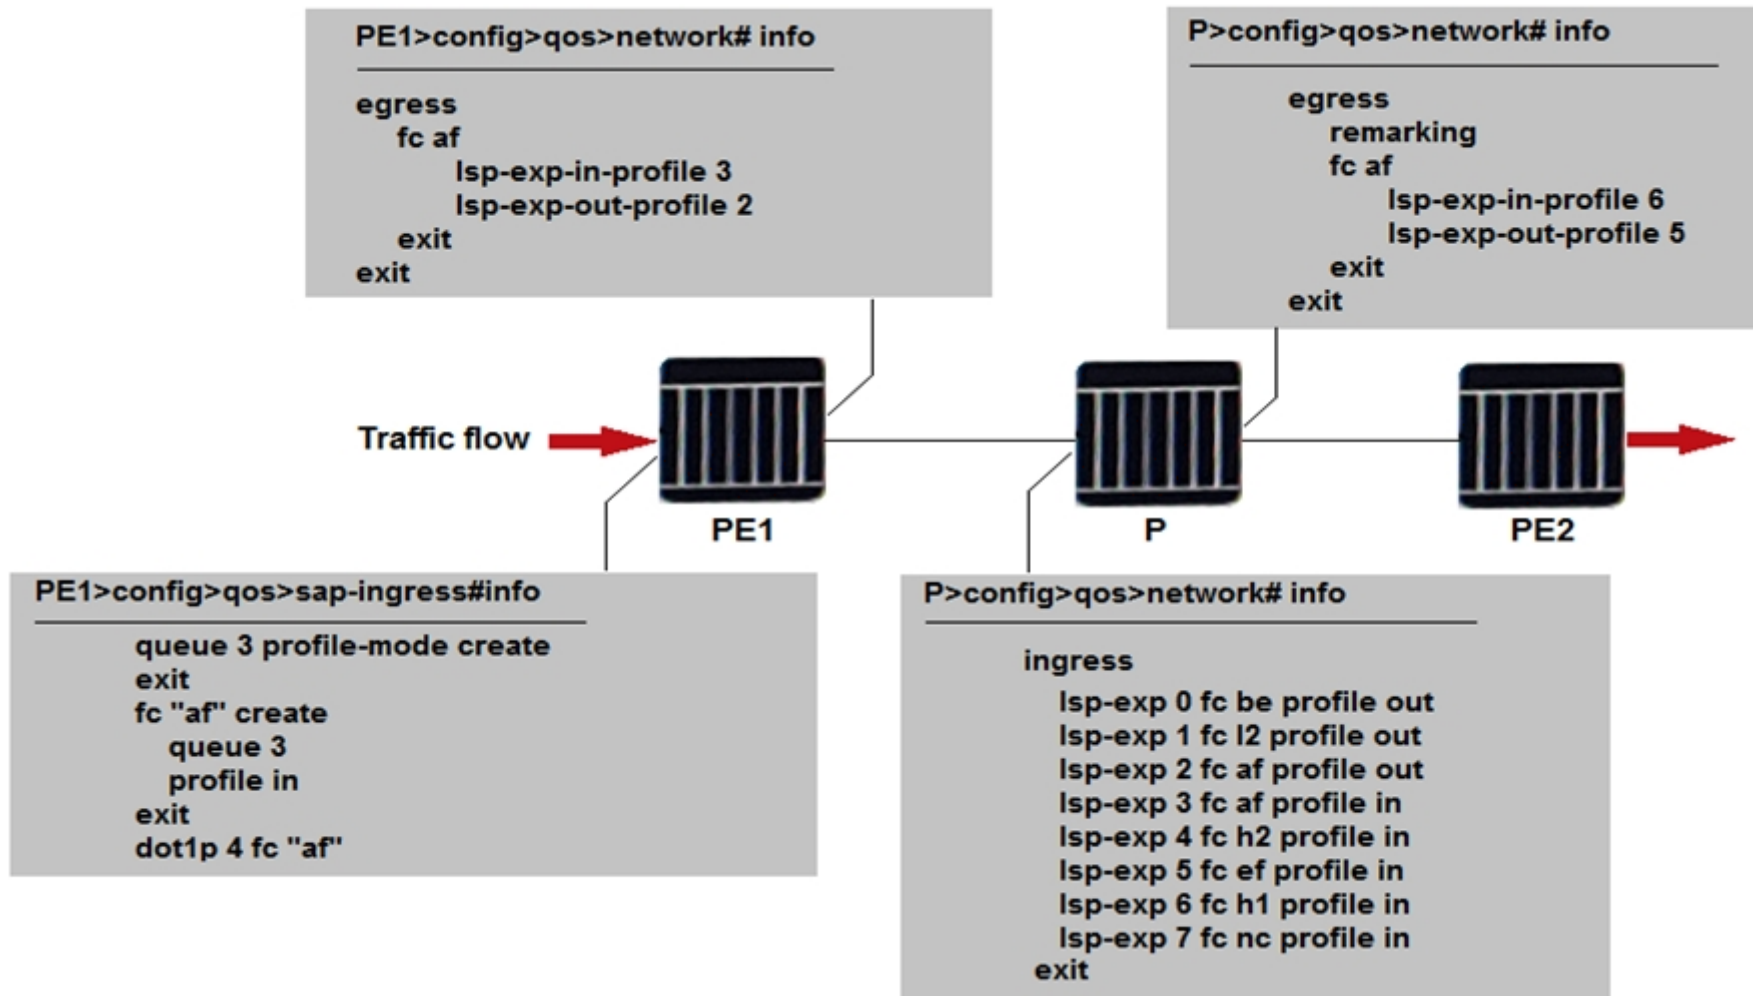 PE1>config>qos>network# info
egress
fc af
lsp-exp-in-profile 3
lsp-exp-out-profile 2
exit
exit
P>config>qos>network# info
egress
remarking
fc af
lsp-exp-in-profile 6
lsp-exp-out-profile 5
exit
exit
Traffic flow
PE1
P
PE2
PE1>config>qos>sap-ingress#info
queue 3 profile-mode create
exit
fc "af" create
queue 3
profile in
exit
dot1p 4 fc "af"
P>config>qos>network# info
ingress
lsp-exp 0 fc be profile out
lsp-exp 1 fc l2 profile out
lsp-exp 2 fc af profile out
lsp-exp 3 fc af profile in
lsp-exp 4 fc h2 profile in
lsp-exp 5 fc ef profile in
lsp-exp 6 fc h1 profile in
lsp-exp 7 fc nc profile in
exit